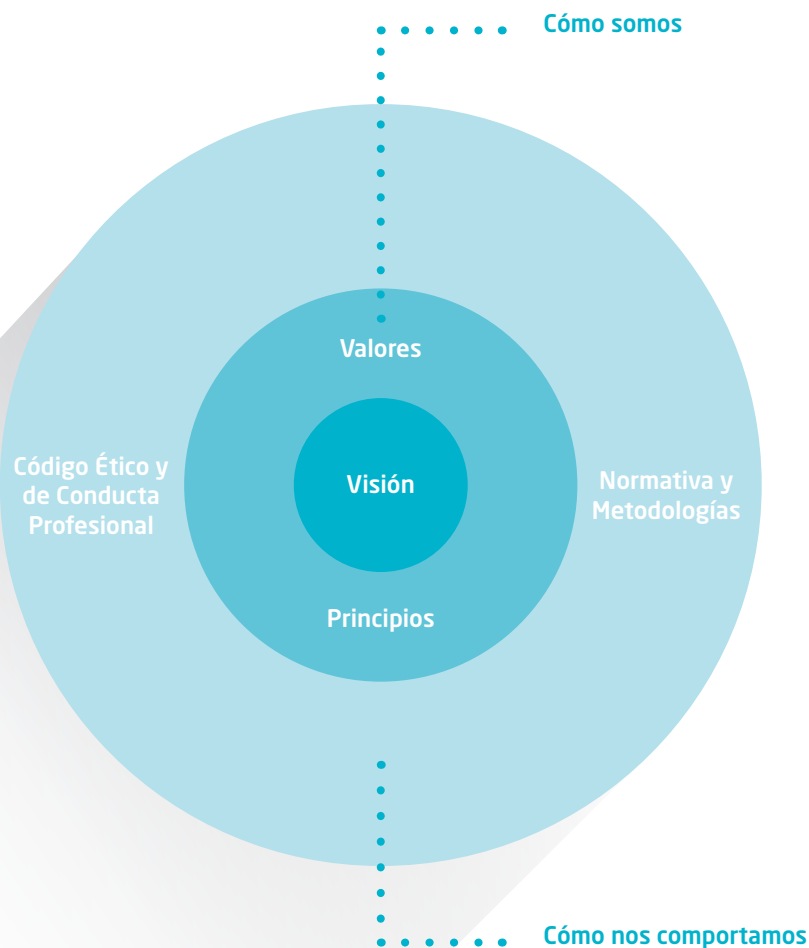 Cómo somos
Valores
Código Ético y
de Conducta
Profesional
Visión
Normativa y
Metodologías
Principios
Cómo nos comportamos